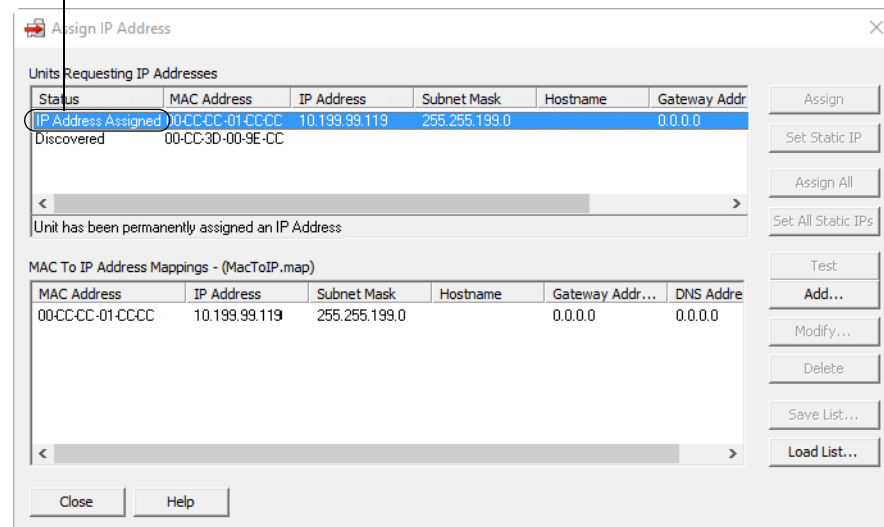 Assign IP Address
Units Requesting IP Addresses
Status MAC Address IP Address Subnet Mask Hostname Gateway Addr
IP Address Assigned 00-CC-CC-01-CC-CC 10.199.99.119 255.255.199.0 0.0.0.0
Discovered 00-CC-3D-00-9E-CC
Unit has been permanently assigned an IP Address
Assign
Set Static IP
Assign All
Set All Static IPs
MAC To IP Address Mappings - (MacToIP.map)
MAC Address IP Address Subnet Mask Hostname Gateway Addr... DNS Addre
00-CC-CC-01-CC-CC 10.199.99.119 255.255.199.0 0.0.0.0 0.0.0.0
Test
Add...
Modify...
Delete
Save List...
Load List...
Close Help